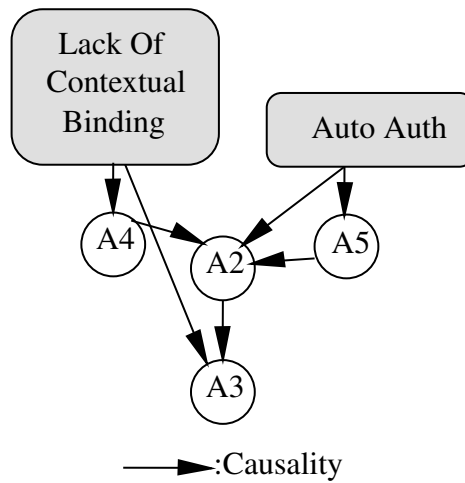 Lack Of
Contextual
Binding
Auto Auth
A4
A2
A5
A3
:Causality